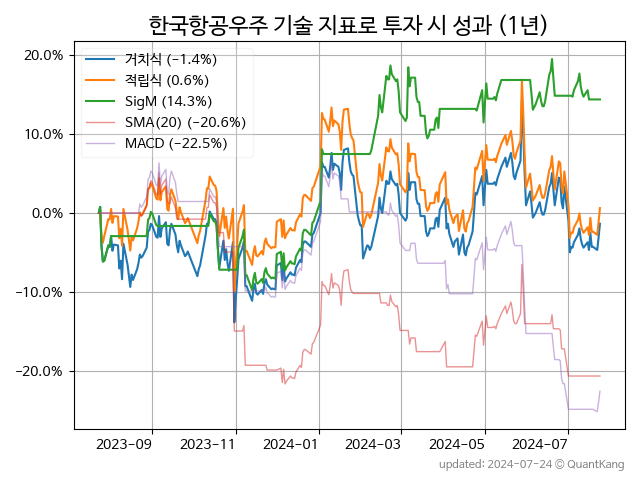 한국항공우주 기술 지표로 투자 시 성과 (1년)
20.0%
10.0%
0.0%
−10.0%
−20.0%
거치식 (−1.4%)
적립식 (0.6%)
SigM (14.3%)
SMA(20) (−20.6%)
MACD (−22.5%)
2023-09 2023-11 2024-01 2024-03 2024-05 2024-07
updated: 2024-07-24 © QuantKang